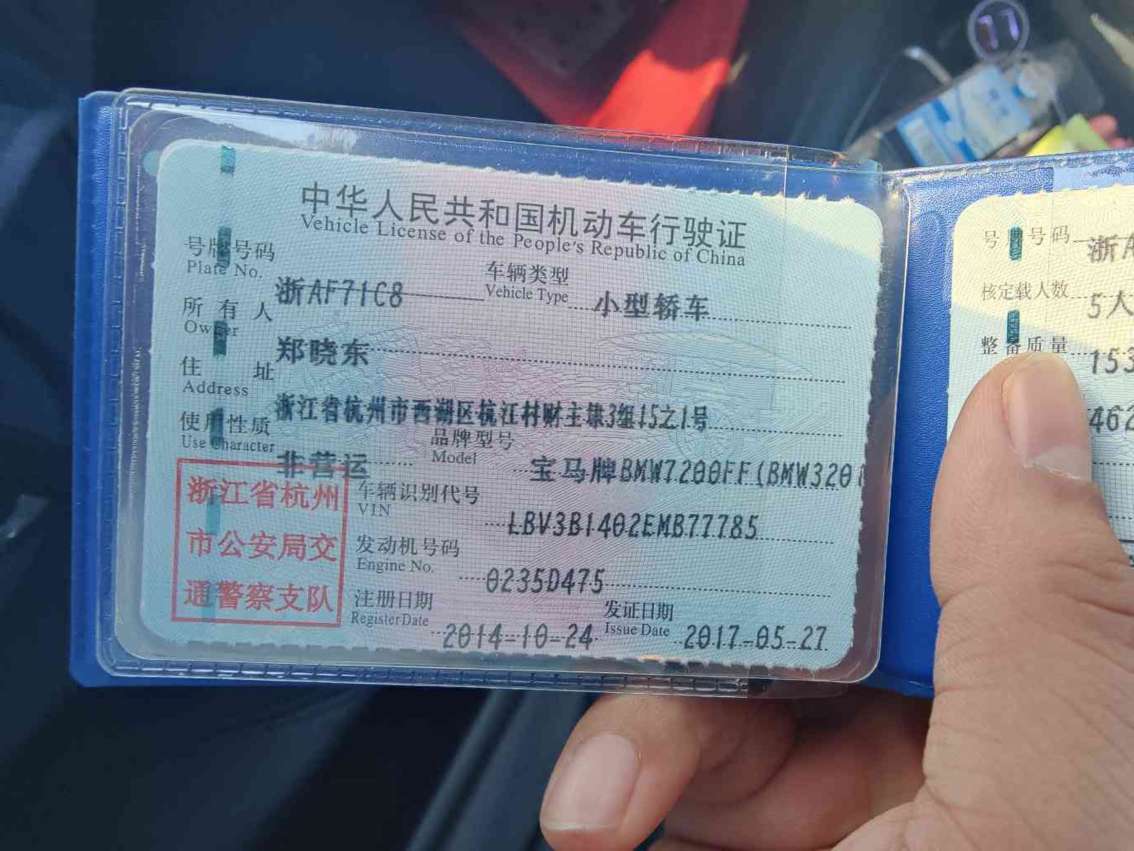 中华人民共和国机动车行驶证
Vehicle License of the People's Republic of China
号牌号码 浙AF71C8 车辆类型 小型轿车
Plate No. Vehicle Type
所有人 郑晓东
Owner
住址 浙江省杭州市西湖区杭江村财主埭3组15之1号
Address
使用性质 非营运 品牌型号 宝马牌BMW7200FF(BMW320
Use Character Model
浙江省杭州
市公安局交
通警察支队
车辆识别代号 LBV3B1402EMB77785
VIN
发动机号码 0235D475
Engine No.
注册日期 2014-10-24 发证日期 2017-05-27
Register Date Issue Date
号牌号码 浙A
核定载人数 5人
整备质量 153
462